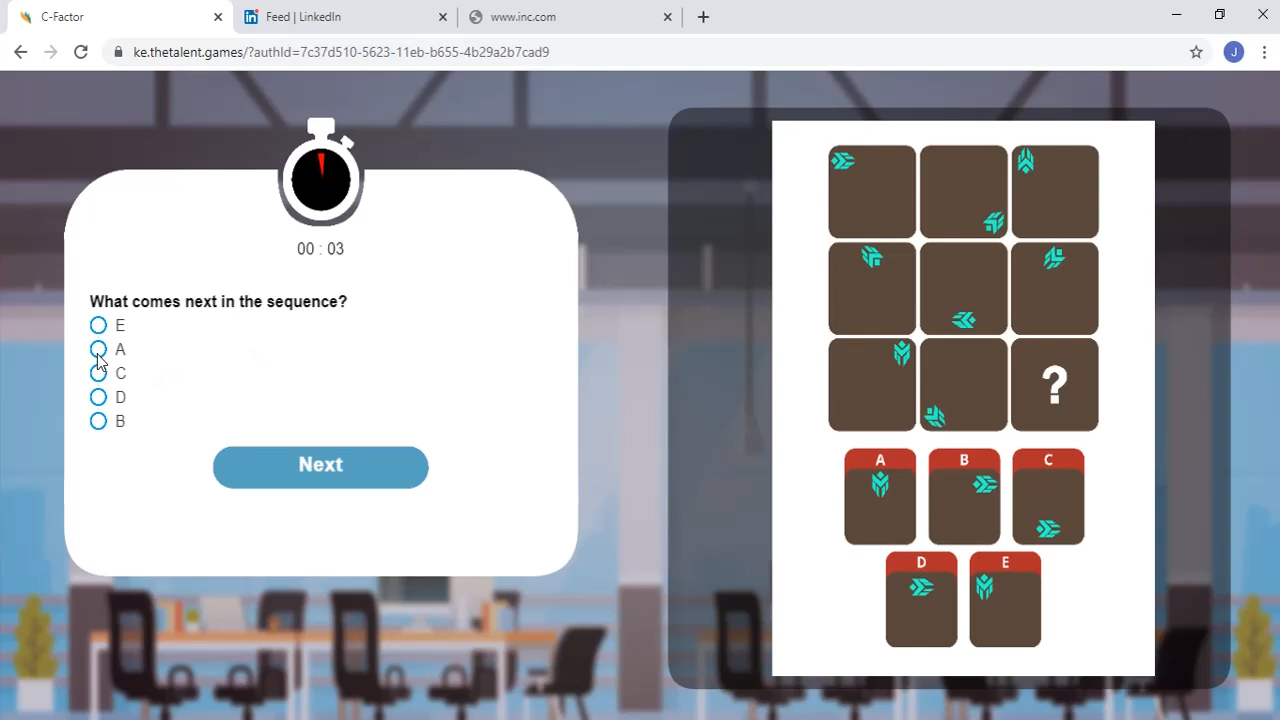 C-Factor
Feed | LinkedIn
www.inc.com
ke.thetalent.games/?authId=7c37d510-5623-11eb-b655-4b29a2b7cad9
J
00 : 03
What comes next in the sequence?
E
A
C
D
B
Next
?
A B C
D E